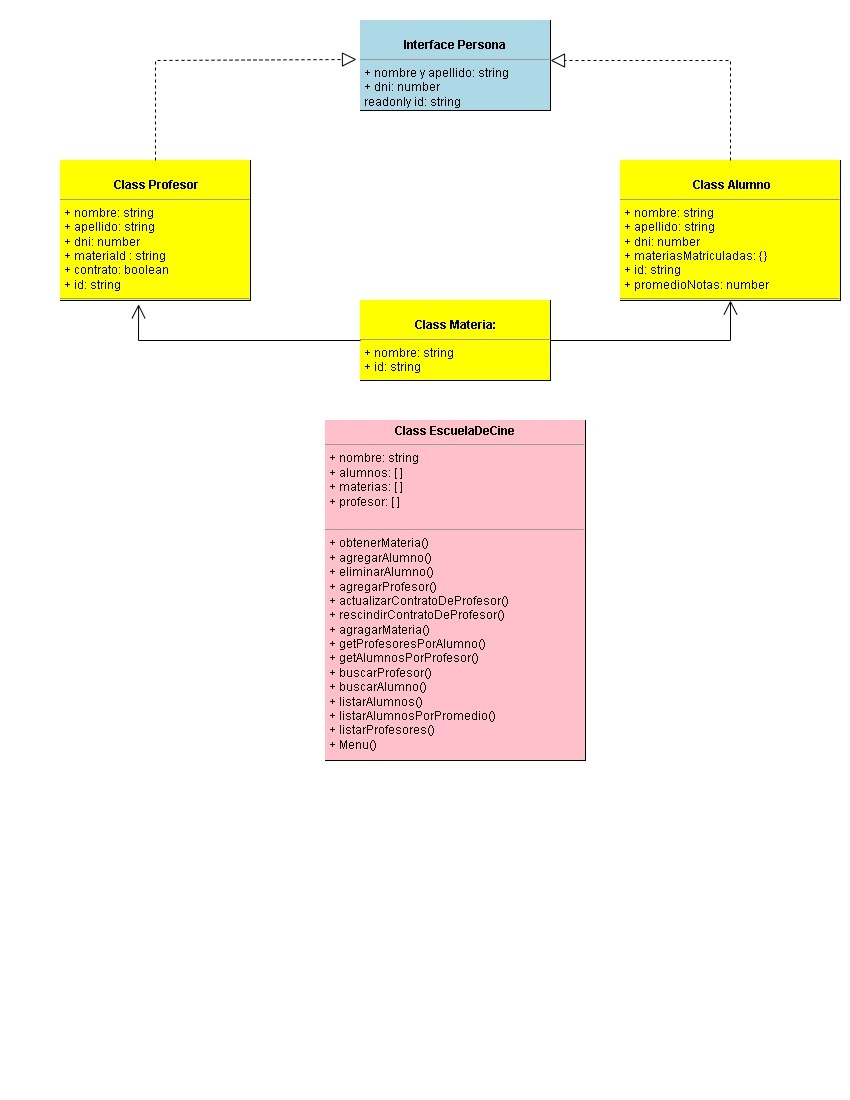 Interface Persona
+ nombre y apellido: string
+ dni: number
readonly id: string
Class Profesor
+ nombre: string
+ apellido: string
+ dni: number
+ materiaId : string
+ contrato: boolean
+ id: string
Class Alumno
+ nombre: string
+ apellido: string
+ dni: number
+ materiasMatriculadas: {}
+ id: string
+ promedioNotas: number
Class Materia:
+ nombre: string
+ id: string
Class EscuelaDeCine
+ nombre: string
+ alumnos: [ ]
+ materias: [ ]
+ profesor: [ ]
+ obtenerMateria()
+ agregarAlumno()
+ eliminarAlumno()
+ agregarProfesor()
+ actualizarContratoDeProfesor()
+ rescindirContratoDeProfesor()
+ agragarMateria()
+ getProfesoresPorAlumno()
+ getAlumnosPorProfesor()
+ buscarProfesor()
+ buscarAlumno()
+ listarAlumnos()
+ listarAlumnosPorPromedio()
+ listarProfesores()
+ Menu()